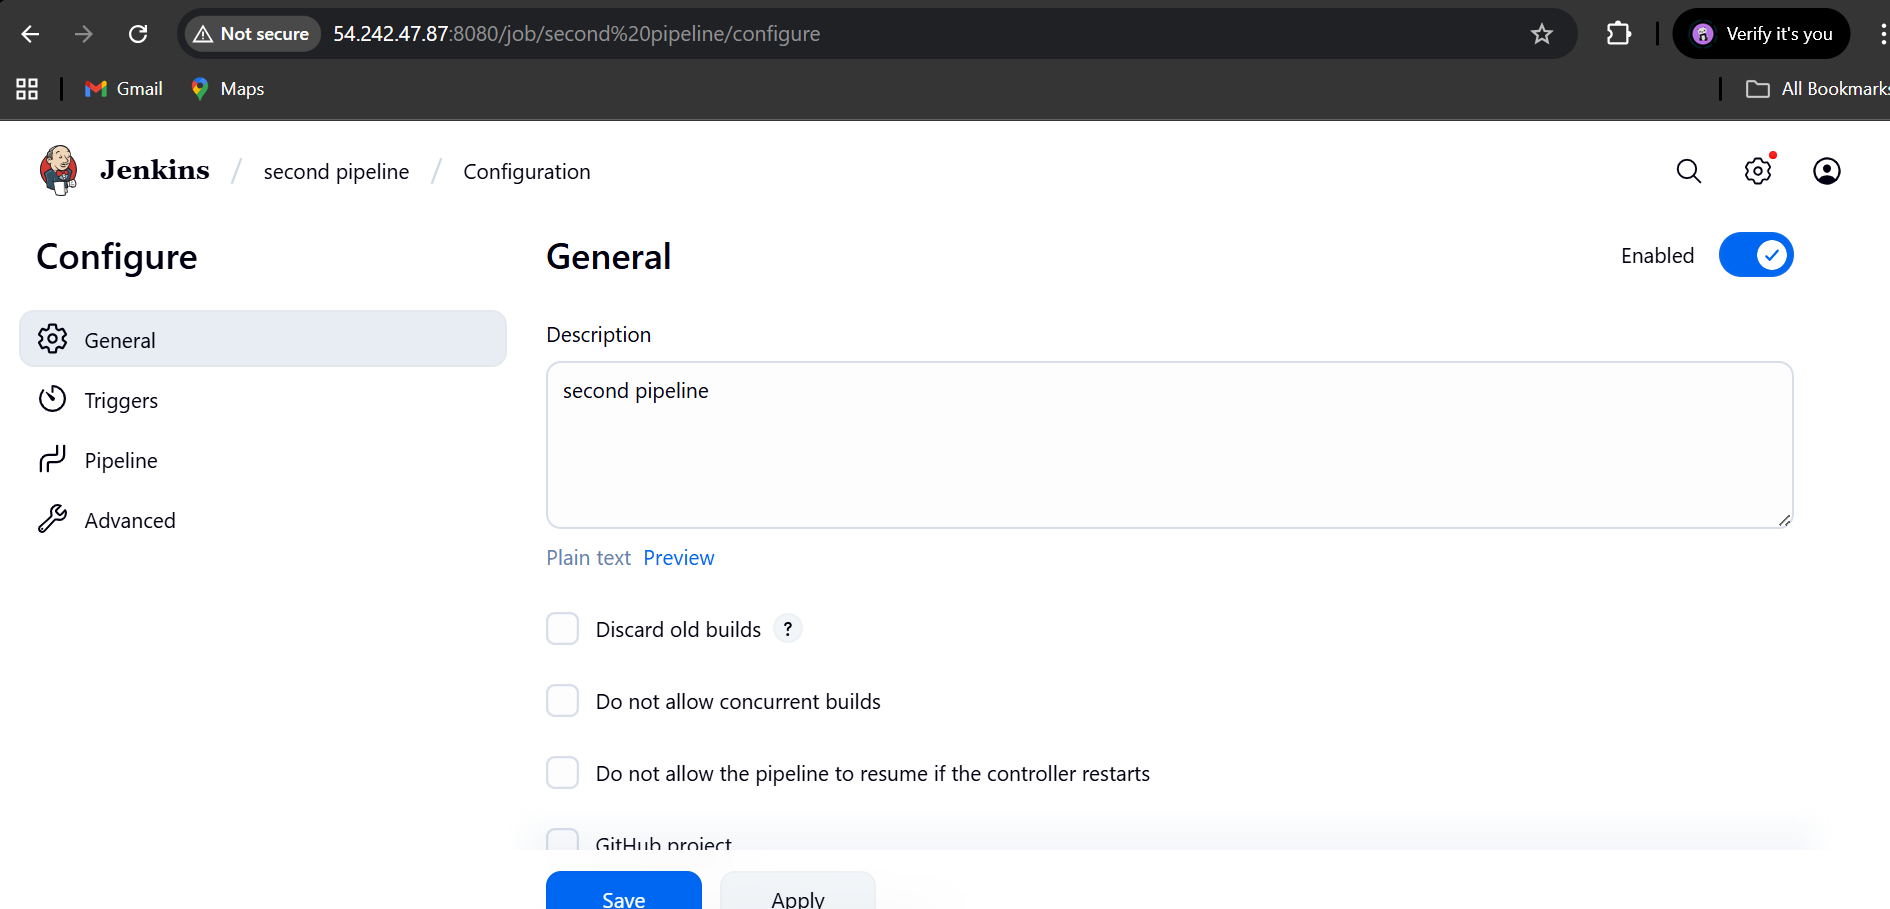 Not secure 54.242.47.87:8080/job/second%20pipeline/configure Verify it's you
Gmail Maps All Bookmarks
Jenkins / second pipeline / Configuration
Configure
General
Triggers
Pipeline
Advanced
General
Enabled
Description
second pipeline
Plain text Preview
Discard old builds ?
Do not allow concurrent builds
Do not allow the pipeline to resume if the controller restarts
GitHub project
Save Apply